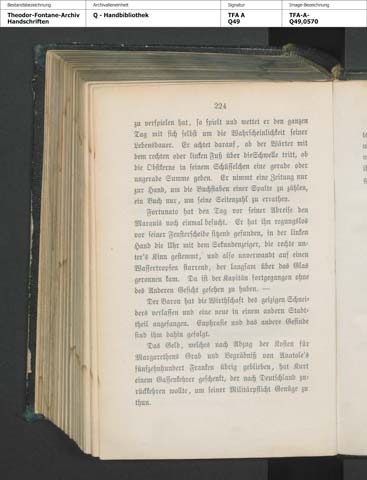 Bestandsbezeichnung
Theodor-Fontane-Archiv
Handschriften
Archivalieneinheit
Q - Handbibliothek
Signatur
TFA A
Q49
Image-Bezeichnung
TFA-A-
Q49,0570
224
zu verspielen hat, so spielt und wettet er den ganzen
Tag mit sich selbst um die Wahrscheinlichkeit seiner
Lebensdauer. Er achtet darauf, ob der Wärter mit
dem rechten oder linken Fuß über die Schwelle tritt, ob
die Obstkerne in seinem Schüsselchen eine gerade oder
ungerade Summe geben. Er nimmt eine Zeitung nur
zur Hand, um die Buchstaben einer Spalte zu zählen,
ein Buch nur, um seine Seitenzahl zu errathen.
Fortunato hat den Tag vor seiner Abreise den
Marquis noch einmal besucht. Er hat ihn regungslos
vor seiner Fensterscheibe sitzend gefunden, in der linken
Hand die Uhr mit dem Sekundenzeiger, die rechte un-
ter's Kinn gestemmt, und also unverwandt auf einen
Wassertropfen starrend, der langsam über das Glas
geronnen kam. Da ist der Kapitän fortgegangen ohne
des Anderen Gesicht gesehen zu haben. —
Der Baron hat die Wirthschaft des geizigen Schnei-
ders verlassen und eine neue in einem andern Stadt-
theil angefangen. Euphrasie und das andere Gesinde
sind ihm dahin gefolgt.
Das Geld, welches nach Abzug der Kosten für
Margarethens Grab und Begräbniß von Anatole's
fünfzehnhundert Franken übrig geblieben, hat Kurt
einem Gassenkehrer geschenkt, der nach Deutschland zu-
rückkehren wollte, um seiner Militärpflicht Genüge zu
thun.